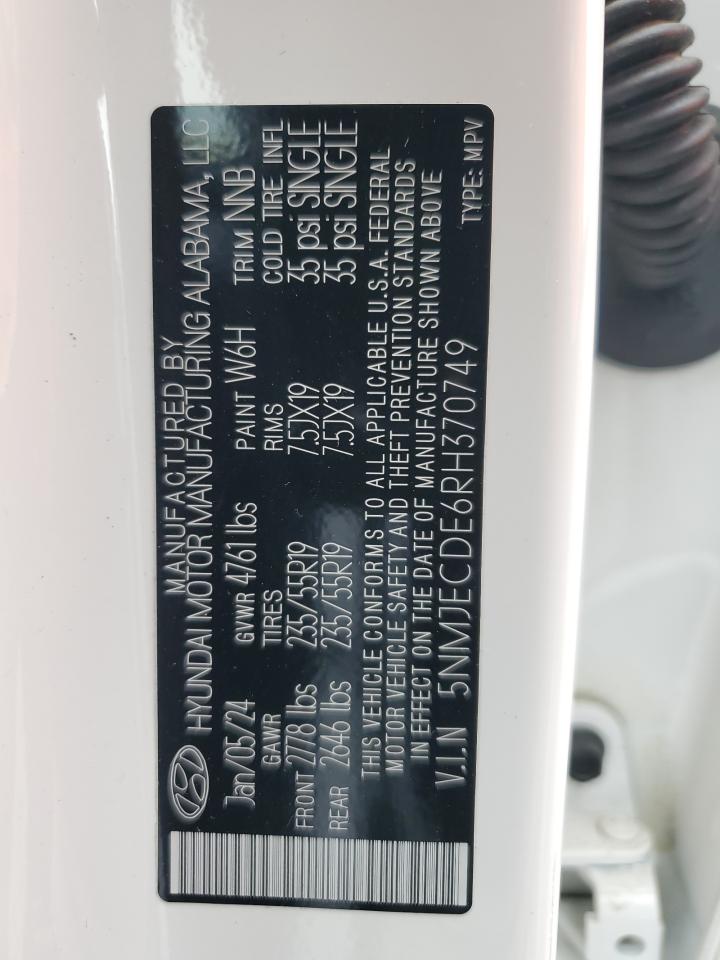 MANUFACTURED BY
HYUNDAI MOTOR MANUFACTURING ALABAMA, LLC
Jan/05/24 GVWR 4761 lbs PAINT W6H TRIM NNB
GAWR TIRES RIMS COLD TIRE INFL
FRONT 2778 lbs 235/55R19 7.5JX19 35 psi SINGLE
REAR 2646 lbs 235/55R19 7.5JX19 35 psi SINGLE
THIS VEHICLE CONFORMS TO ALL APPLICABLE U.S.A. FEDERAL
MOTOR VEHICLE SAFETY AND THEFT PREVENTION STANDARDS
IN EFFECT ON THE DATE OF MANUFACTURE SHOWN ABOVE
V.I.N 5NMJECDE6RH370749 TYPE: MPV